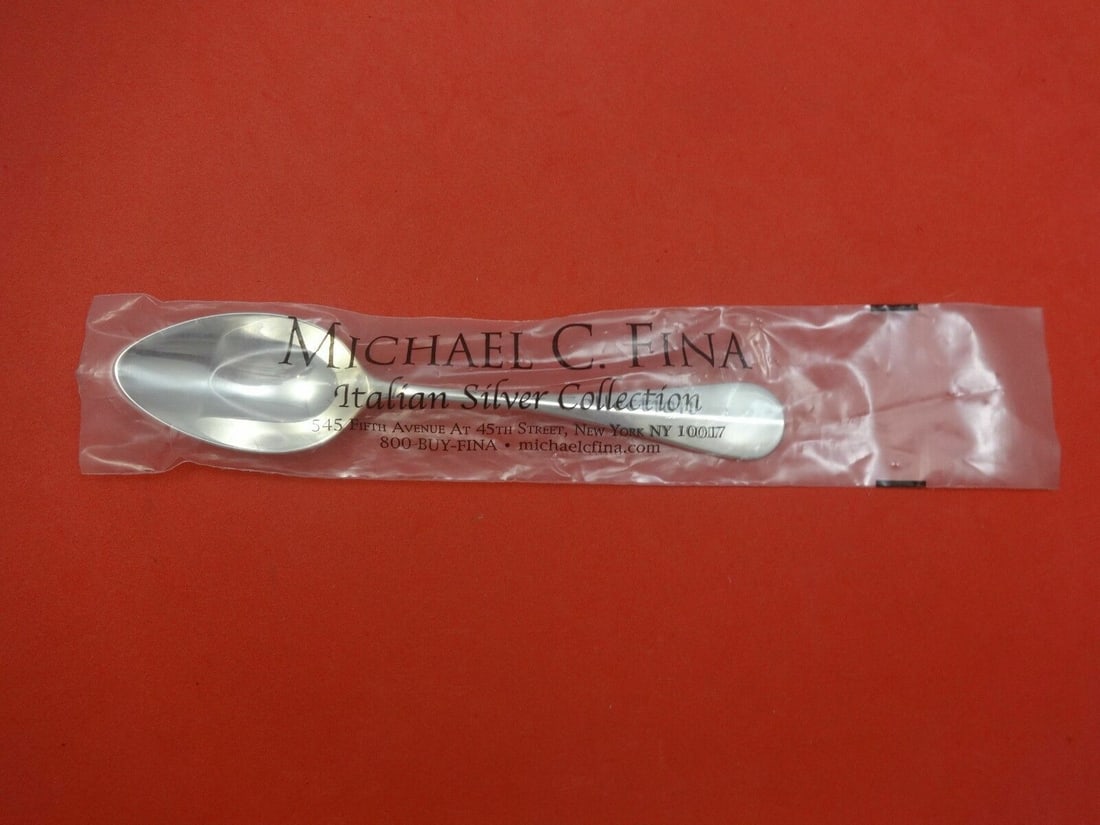 MICHAEL C. FINA
Italian Silver Collection
545 FIFTH AVENUE AT 45TH STREET, NEW YORK NY 10017
800-BUY-FINA • michaelcfina.com